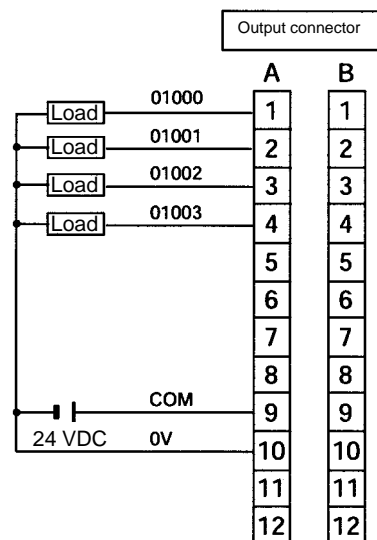 Output connector
A B
Load 01000 1 1
Load 01001 2 2
Load 01002 3 3
Load 01003 4 4
5 5
6 6
7 7
8 8
COM 9 9
24 VDC 0V 10 10
11 11
12 12